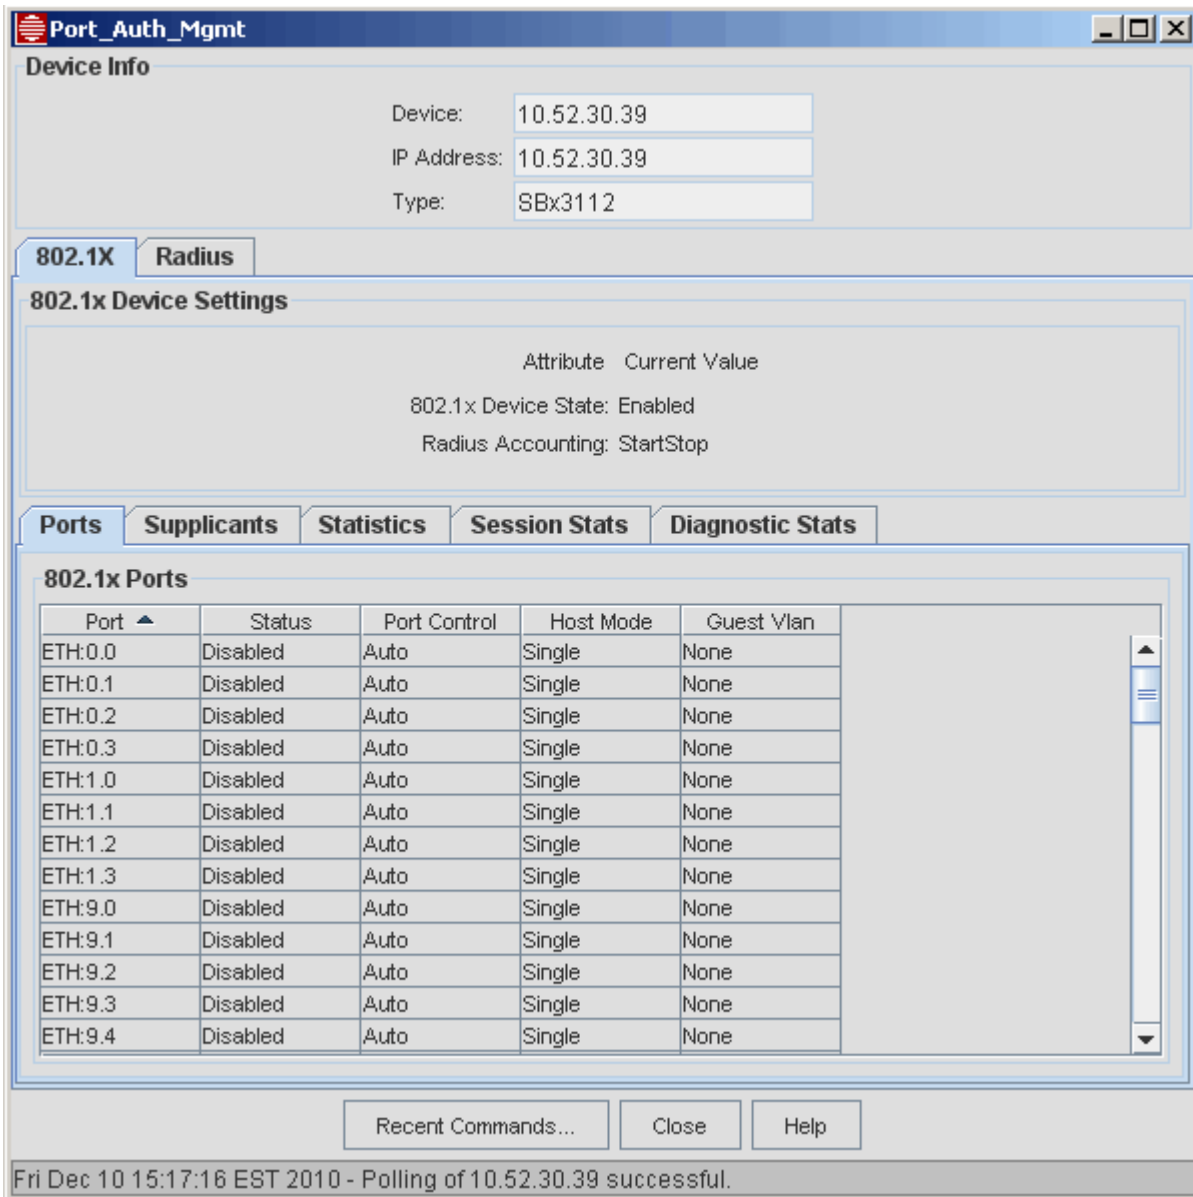 Port_Auth_Mgmt
Device Info
Device: 10.52.30.39
IP Address: 10.52.30.39
Type: SBx3112
802.1X Radius
802.1x Device Settings
Attribute Current Value
802.1x Device State: Enabled
Radius Accounting: StartStop
Ports Supplicants Statistics Session Stats Diagnostic Stats
802.1x Ports
Port Status Port Control Host Mode Guest Vlan
ETH:0.0 Disabled Auto Single None
ETH:0.1 Disabled Auto Single None
ETH:0.2 Disabled Auto Single None
ETH:0.3 Disabled Auto Single None
ETH:1.0 Disabled Auto Single None
ETH:1.1 Disabled Auto Single None
ETH:1.2 Disabled Auto Single None
ETH:1.3 Disabled Auto Single None
ETH:9.0 Disabled Auto Single None
ETH:9.1 Disabled Auto Single None
ETH:9.2 Disabled Auto Single None
ETH:9.3 Disabled Auto Single None
ETH:9.4 Disabled Auto Single None
Recent Commands... Close Help
Fri Dec 10 15:17:16 EST 2010 - Polling of 10.52.30.39 successful.